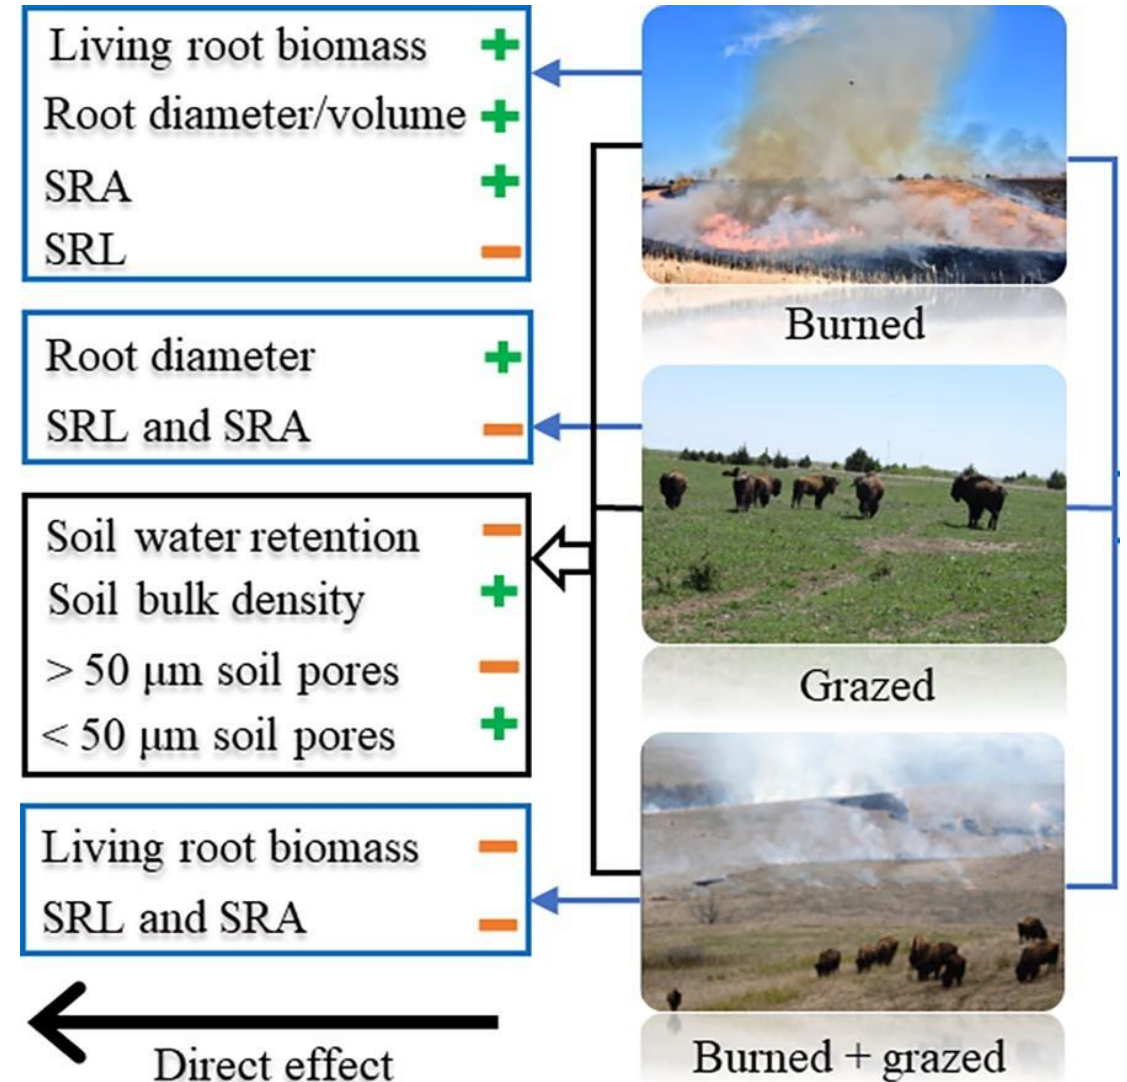 Living root biomass +
Root diameter/volume +
SRA +
SRL −
Burned
Root diameter +
SRL and SRA −
Soil water retention −
Soil bulk density +
> 50 μm soil pores −
< 50 μm soil pores +
Grazed
Living root biomass −
SRL and SRA −
Direct effect
Burned + grazed